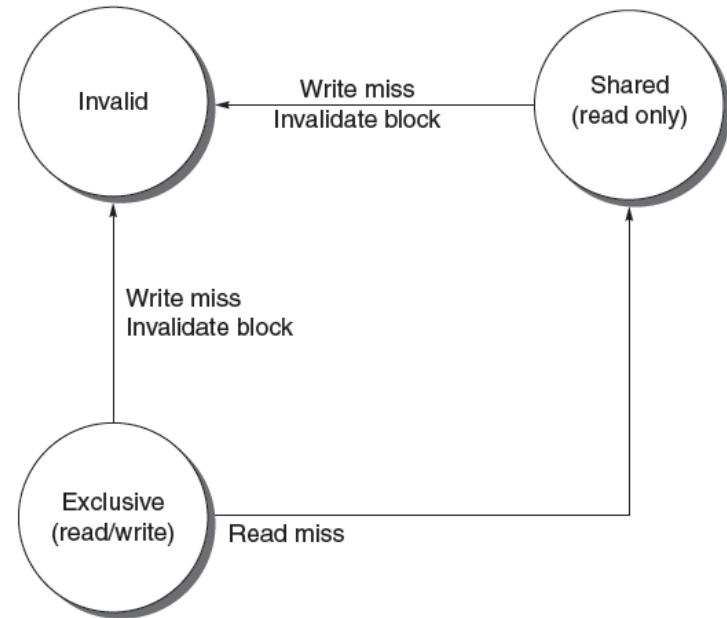 Invalid
Write miss
Invalidate block
Shared
(read only)
Write miss
Invalidate block
Exclusive
(read/write)
Read miss